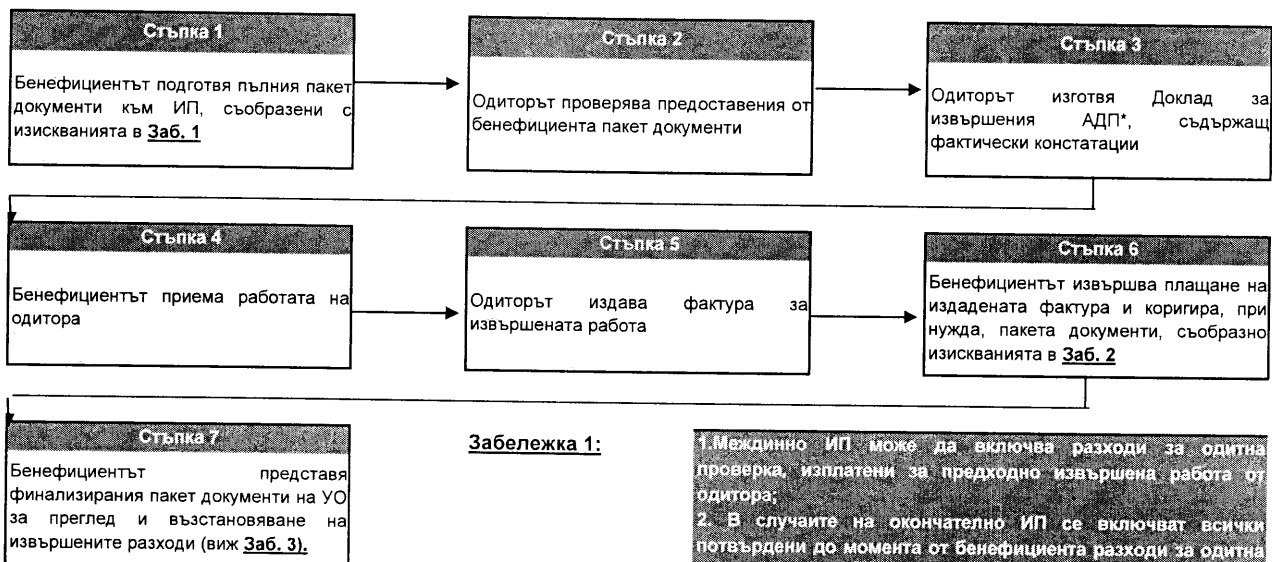 Стъпка 1
Бенефициентът подготвя пълния пакет
документи към ИП, съобразени с
изискванията в Заб. 1
Стъпка 2
Одиторът проверява предоставения от
бенефициента пакет документи
Стъпка 3
Одиторът изготвя Доклад за
извършения АДП*, съдържащ
фактически констатации
Стъпка 4
Бенефициентът приема работата на
одитора
Стъпка 5
Одиторът издава фактура за
извършената работа
Стъпка 6
Бенефициентът извършва плащане на
издадената фактура и коригира, при
нужда, пакета документи, съобразно
изискванията в Заб. 2
Стъпка 7
Бенефициентът представя
финализирания пакет документи на УО
за преглед и възстановяване на
извършените разходи (виж Заб. 3).
Забележка 1:
1.Междинно ИП може да включва разходи за одитна
проверка, изплатени за предходно извършена работа от
одитора;
2. В случаите на окончателно ИП се включват всички
потвърдени до момента от бенефициента разходи за одитна